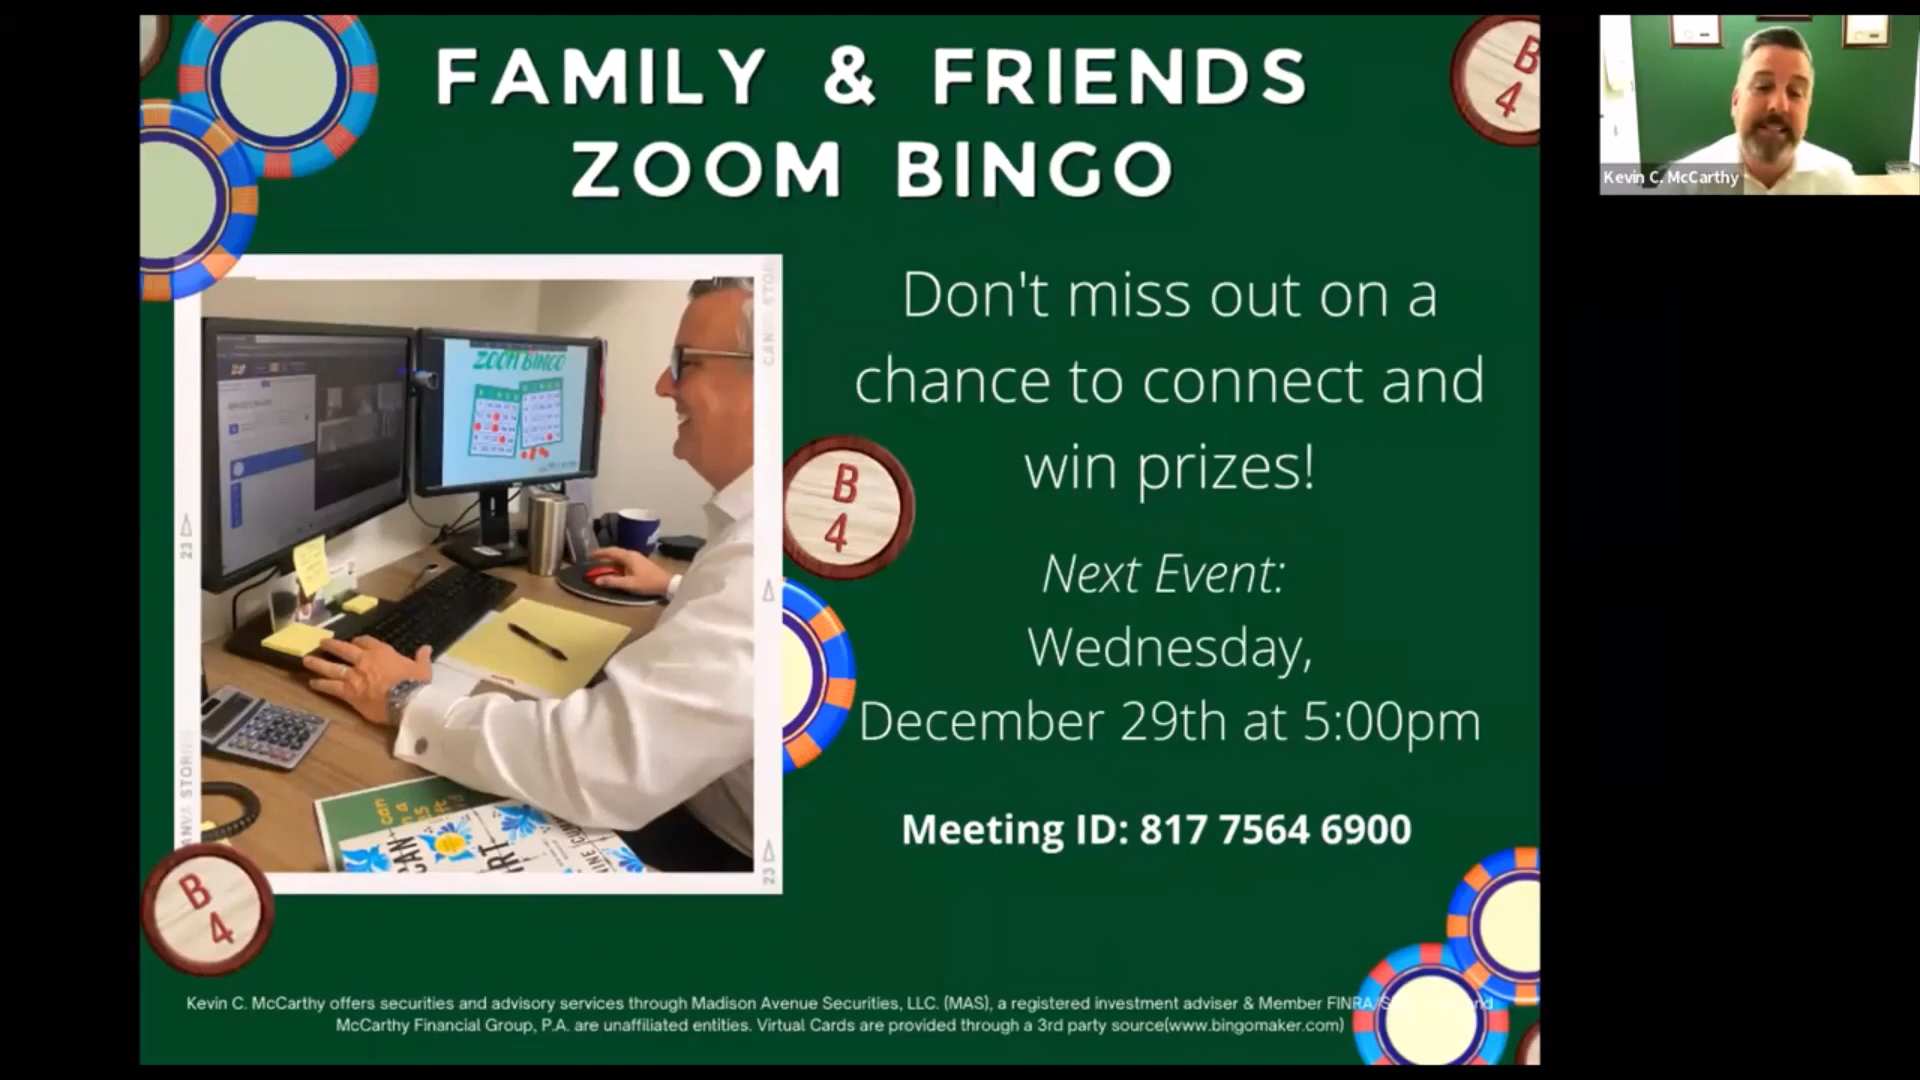 FAMILY & FRIENDS
ZOOM BINGO
B
4
Kevin C. McCarthy
Don't miss out on a
chance to connect and
win prizes!
ZOOM BINGO
B
4
Next Event:
Wednesday,
December 29th at 5:00pm
Meeting ID: 817 7564 6900
23
23
B
4
Kevin C. McCarthy offers securities and advisory services through Madison Avenue Securities, LLC. (MAS), a registered investment adviser & Member FINRA
McCarthy Financial Group, P.A. are unaffiliated entities. Virtual Cards are provided through a 3rd party source(www.bingomaker.com)